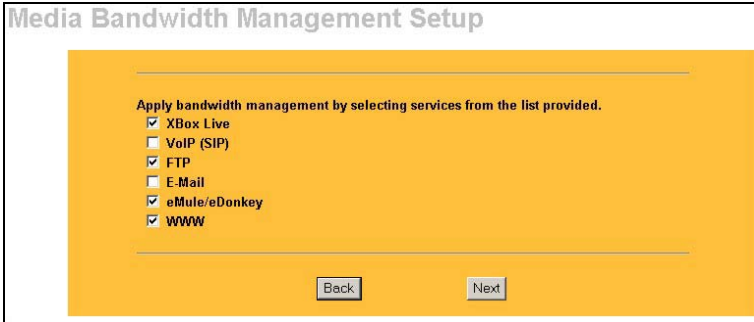 Media Bandwidth Management Setup
Apply bandwidth management by selecting services from the list provided.
XBox Live
VoIP (SIP)
FTP
E-Mail
eMule/eDonkey
WWW
Back Next